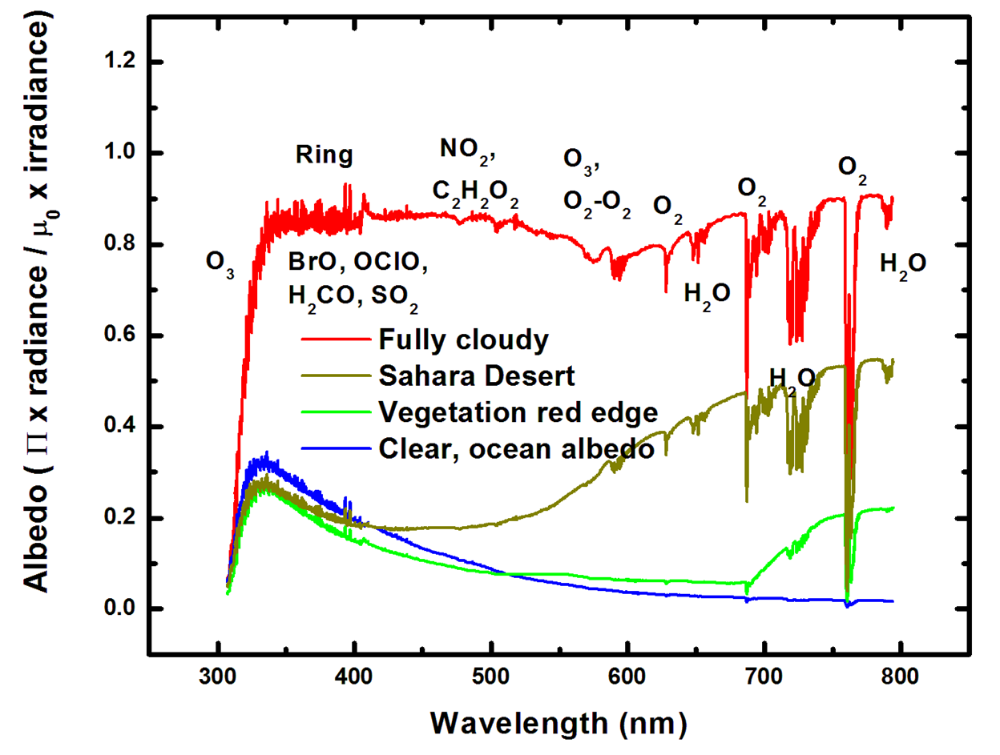 Albedo ( Π x radiance / μ₀ x irradiance)
1.2
1.0
0.8
0.6
0.4
0.2
0.0
Ring
NO₂,
C₂H₂O₂
O₃,
O₂-O₂
O₂
O₂
O₂
O₃
BrO, OClO,
H₂CO, SO₂
H₂O
H₂O
H₂O
Fully cloudy
Sahara Desert
Vegetation red edge
Clear, ocean albedo
300 400 500 600 700 800
Wavelength (nm)